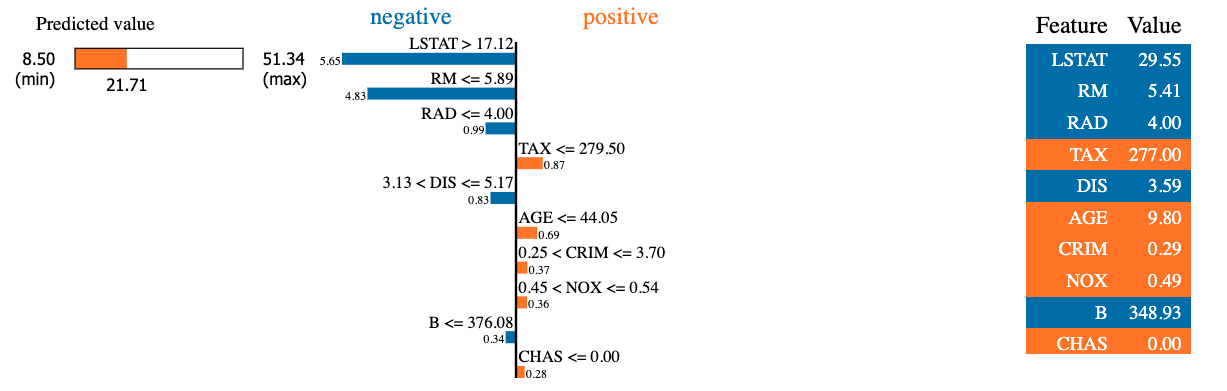 Predicted value
8.50
(min)
21.71
51.34
(max)
negative
positive
LSTAT > 17.12
5.65
RM <= 5.89
4.83
RAD <= 4.00
0.99
TAX <= 279.50
0.87
3.13 < DIS <= 5.17
0.83
AGE <= 44.05
0.69
0.25 < CRIM <= 3.70
0.37
0.45 < NOX <= 0.54
0.36
B <= 376.08
0.34
CHAS <= 0.00
0.28
Feature Value
LSTAT 29.55
RM 5.41
RAD 4.00
TAX 277.00
DIS 3.59
AGE 9.80
CRIM 0.29
NOX 0.49
B 348.93
CHAS 0.00